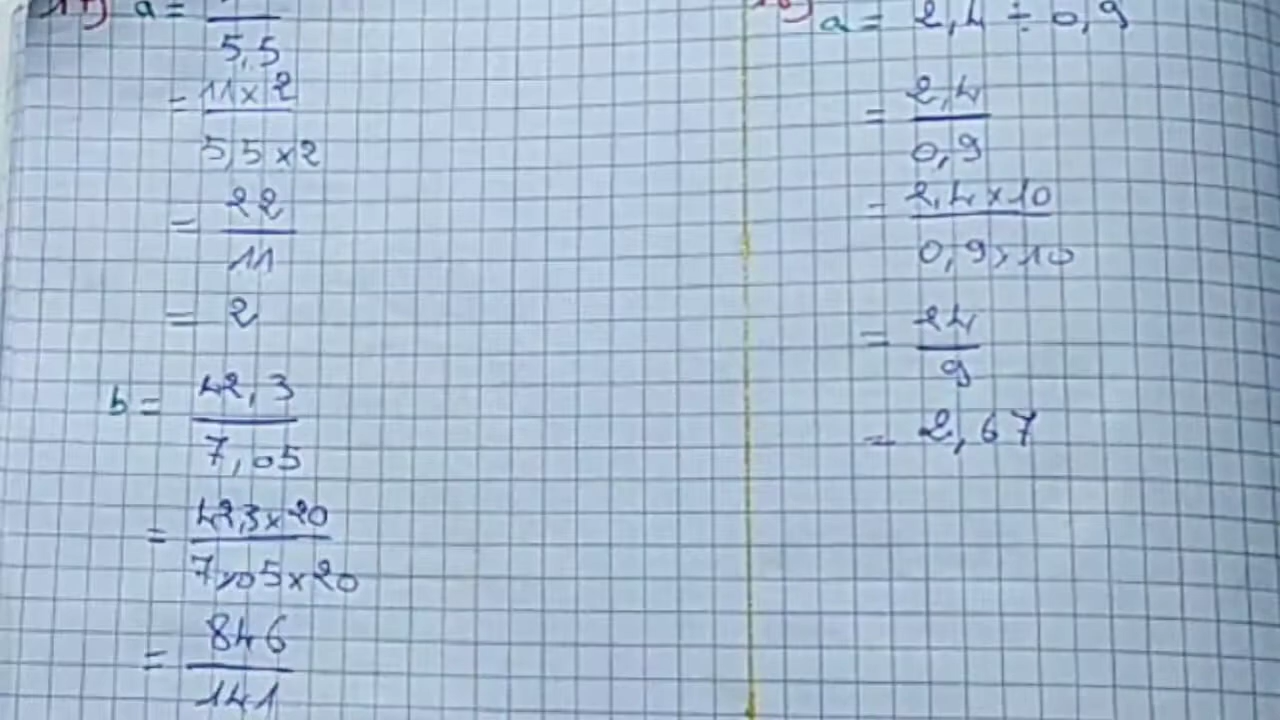 a =
5,5
= 11 x 2
5,5 x 2
= 22
11
= 2
b = 42,3
7,05
= 42,3 x 20
7,05 x 20
= 846
141
a = 2,4 ÷ 0,9
= 2,4
0,9
= 2,4 x 10
0,9 x 10
= 24
9
= 2,67